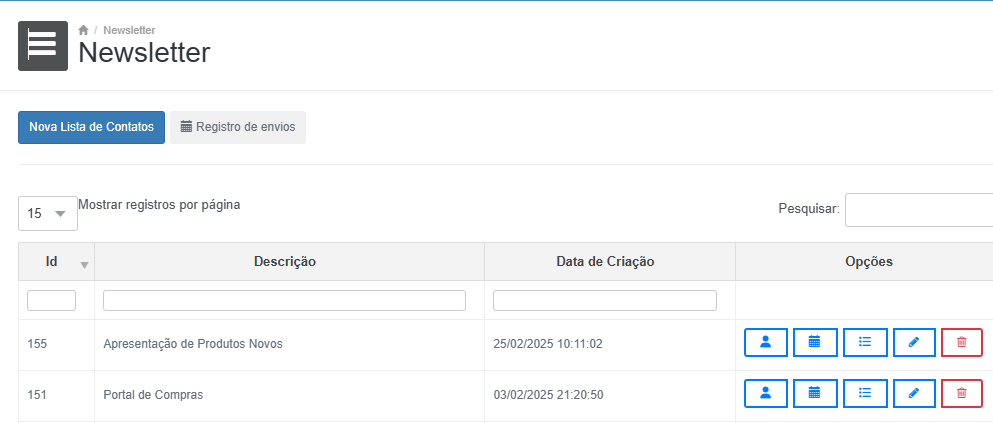 / Newsletter
Newsletter
Nova Lista de Contatos Registro de envios
15 Mostrar registros por página Pesquisar:
Id Descrição Data de Criação Opções
155 Apresentação de Produtos Novos 25/02/2025 10:11:02
151 Portal de Compras 03/02/2025 21:20:50